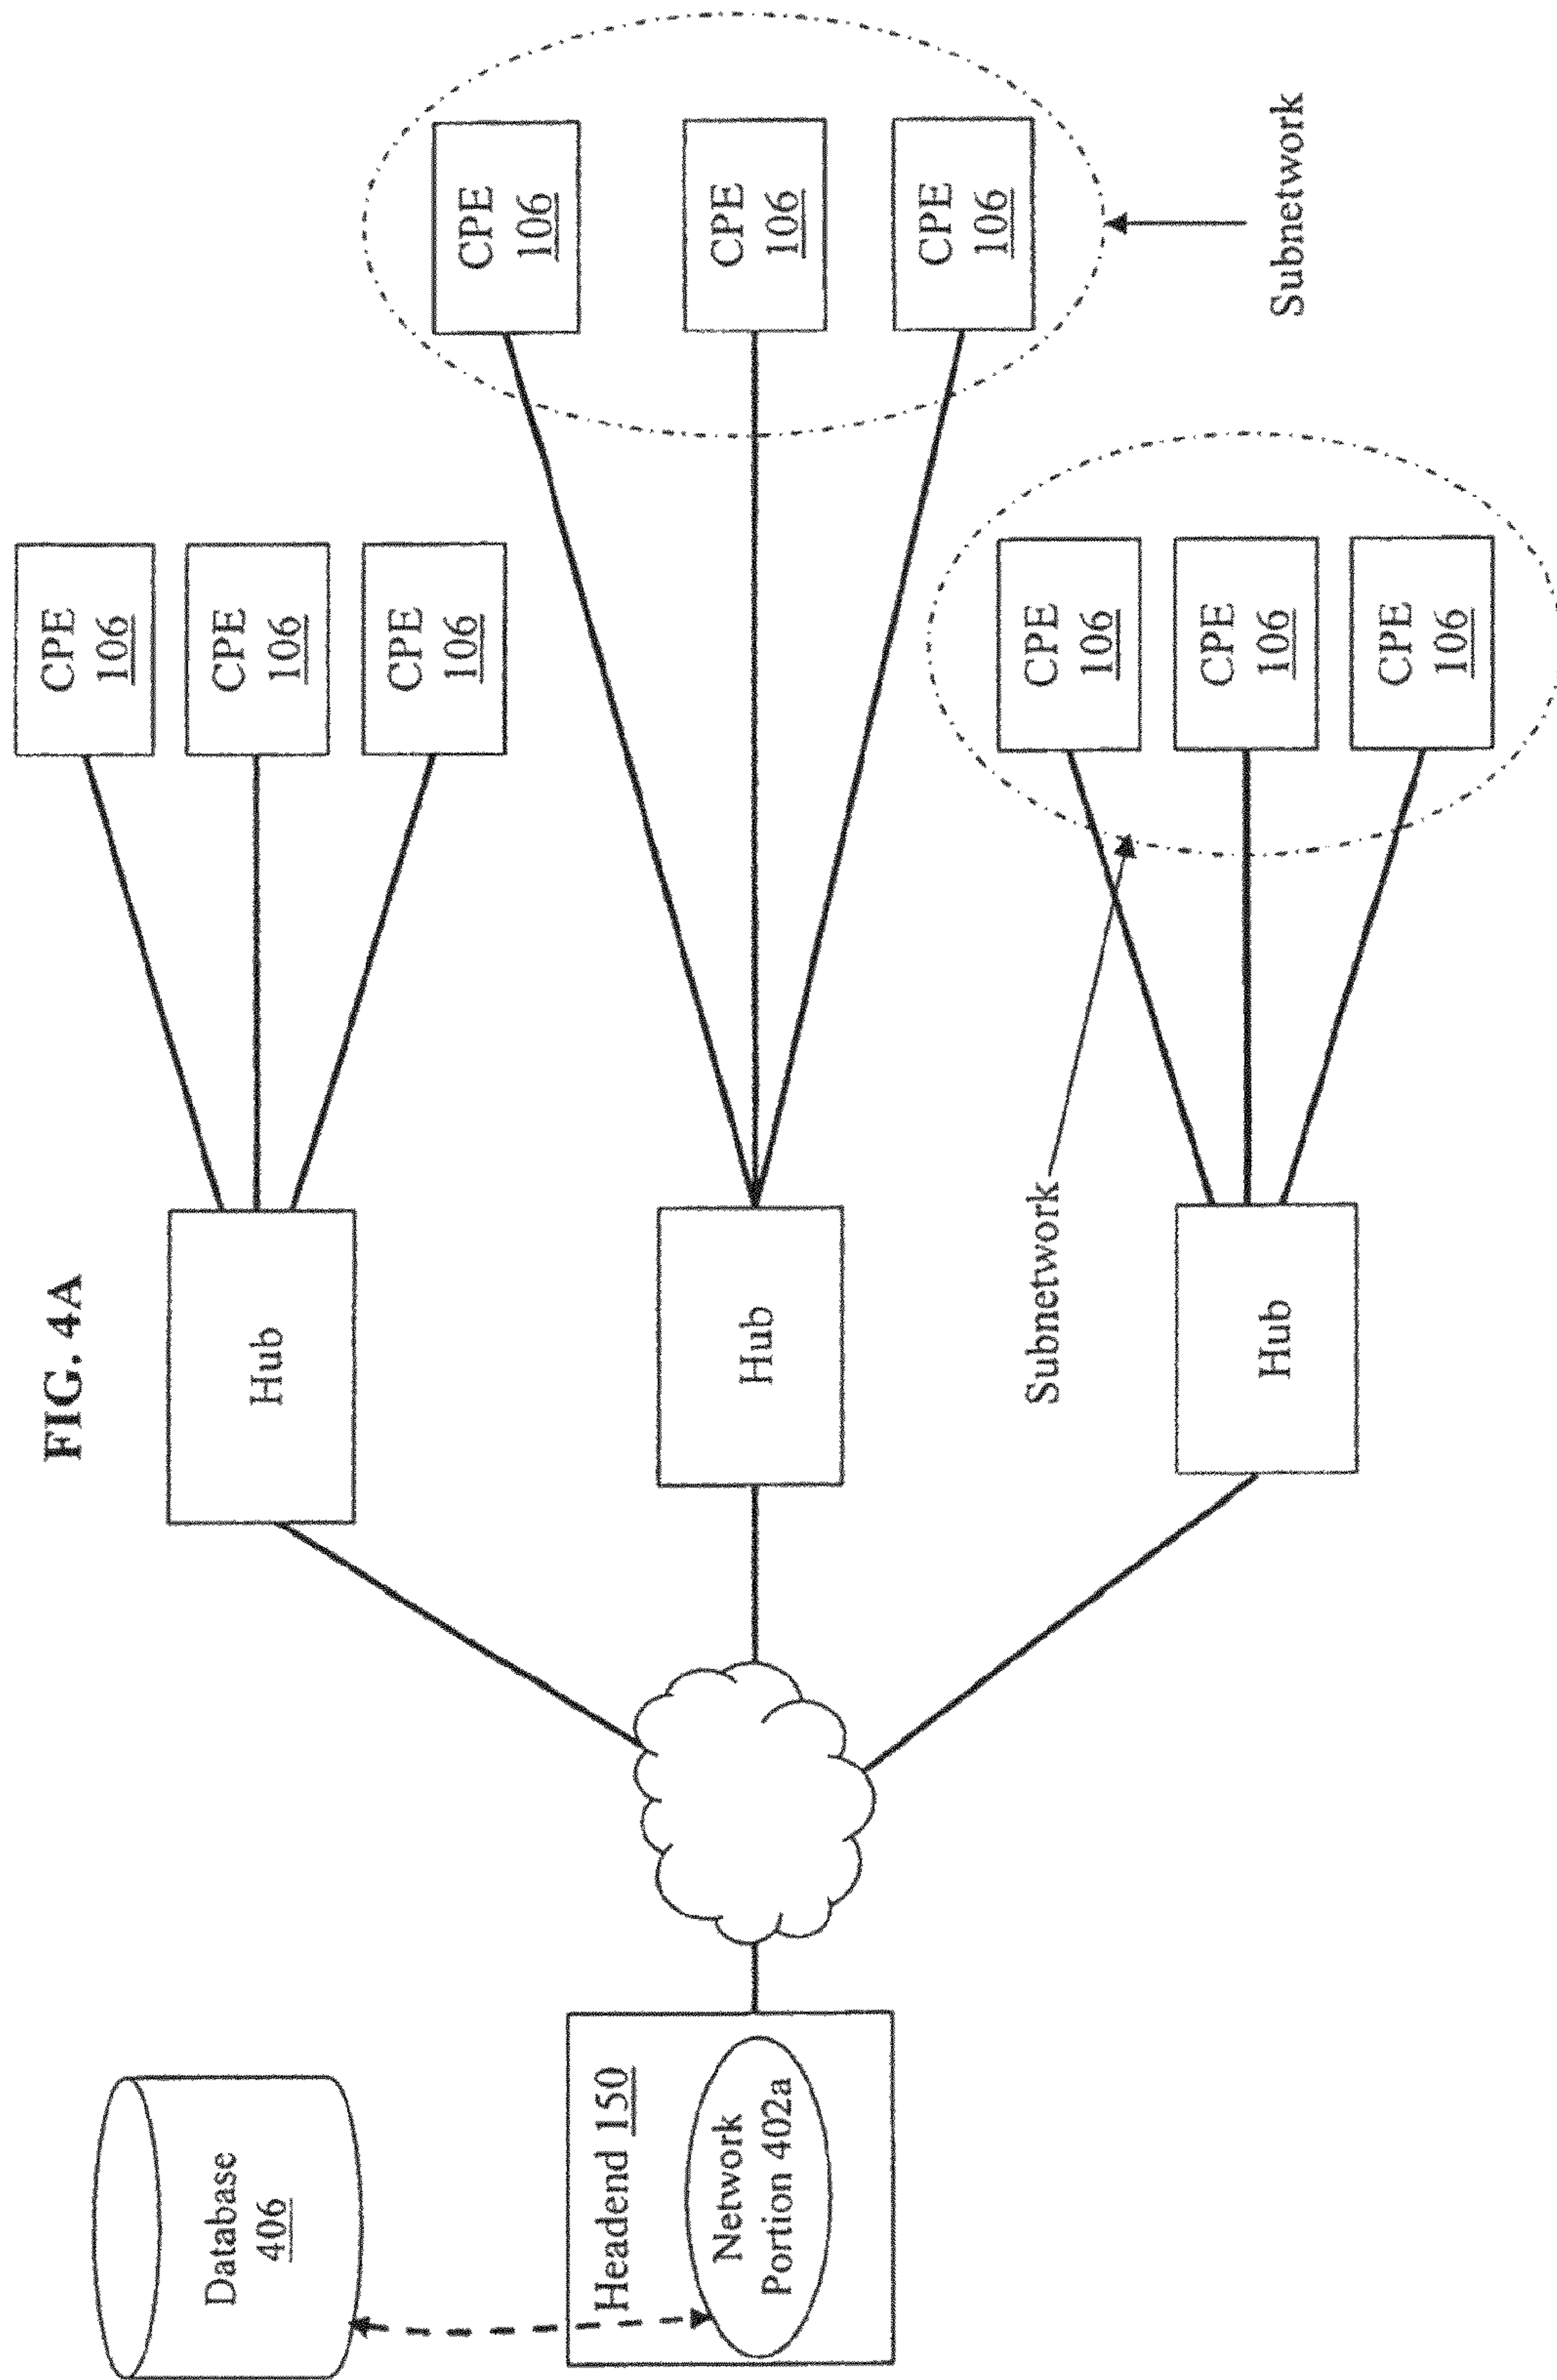 FIG. 4A
Database
406
Headend 150
Network
Portion 402a
Hub
Hub
Hub
CPE
106
CPE
106
CPE
106
CPE
106
CPE
106
CPE
106
Subnetwork
Subnetwork
CPE
106
CPE
106
CPE
106